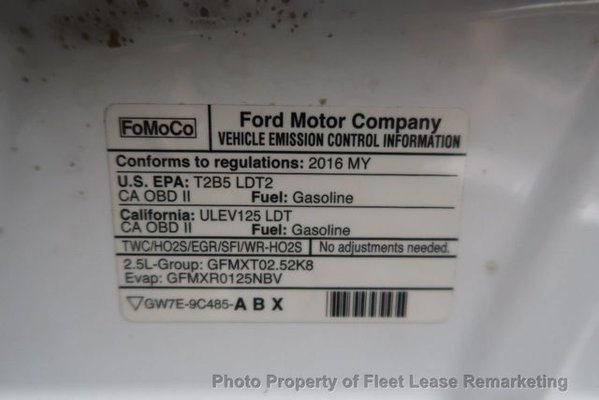 FoMoCo
Ford Motor Company
VEHICLE EMISSION CONTROL INFORMATION
Conforms to regulations: 2016 MY
U.S. EPA: T2B5 LDT2
CA OBD II Fuel: Gasoline
California: ULEV125 LDT
CA OBD II Fuel: Gasoline
TWC/HO2S/EGR/SFI/WR-HO2S No adjustments needed.
2.5L-Group: GFMXT02.52K8
Evap: GFMXR0125NBV
GW7E-9C485-A B X
Photo Property of Fleet Lease Remarketing